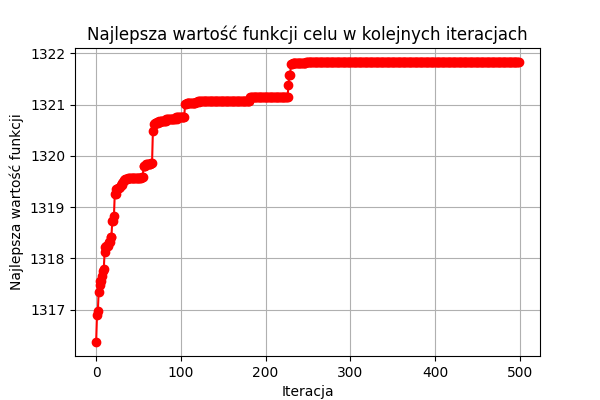 Najlepsza wartość funkcji celu w kolejnych iteracjach
1322
1321
1320
1319
1318
1317
Najlepsza wartość funkcji
0 100 200 300 400 500
Iteracja